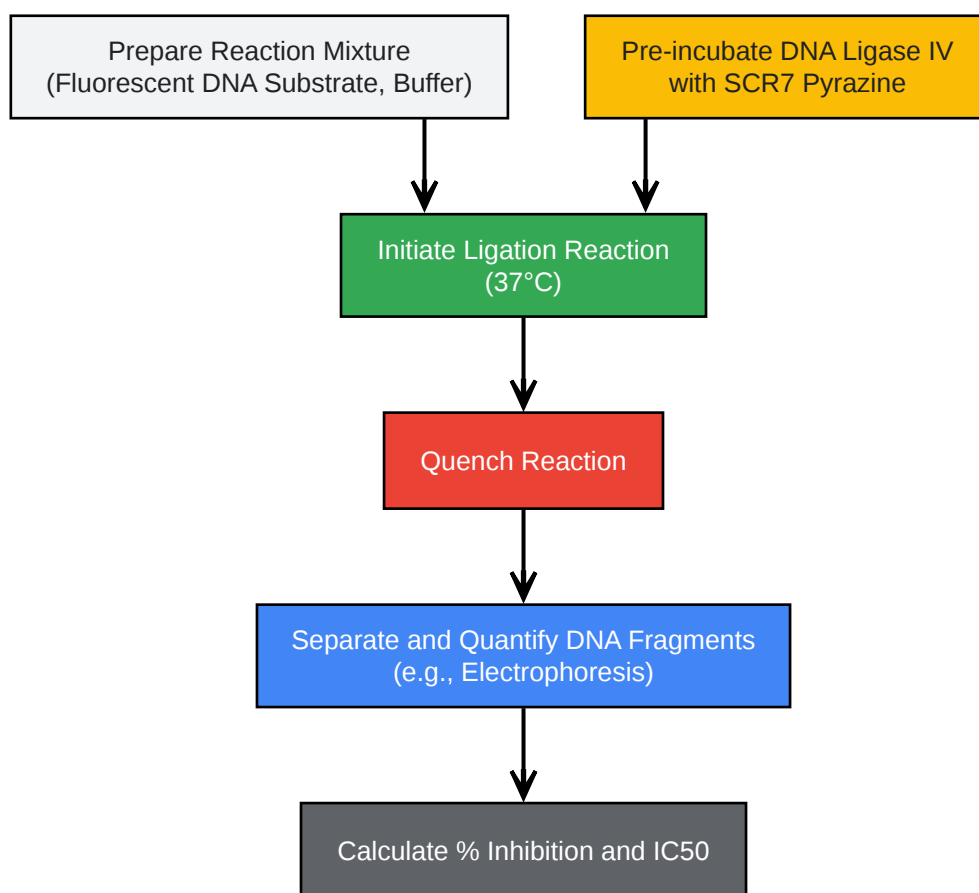 Prepare Reaction Mixture
(Fluorescent DNA Substrate, Buffer)
Pre-incubate DNA Ligase IV
with SCR7 Pyrazine
Initiate Ligation Reaction
(37°C)
Quench Reaction
Separate and Quantify DNA Fragments
(e.g., Electrophoresis)
Calculate % Inhibition and IC50